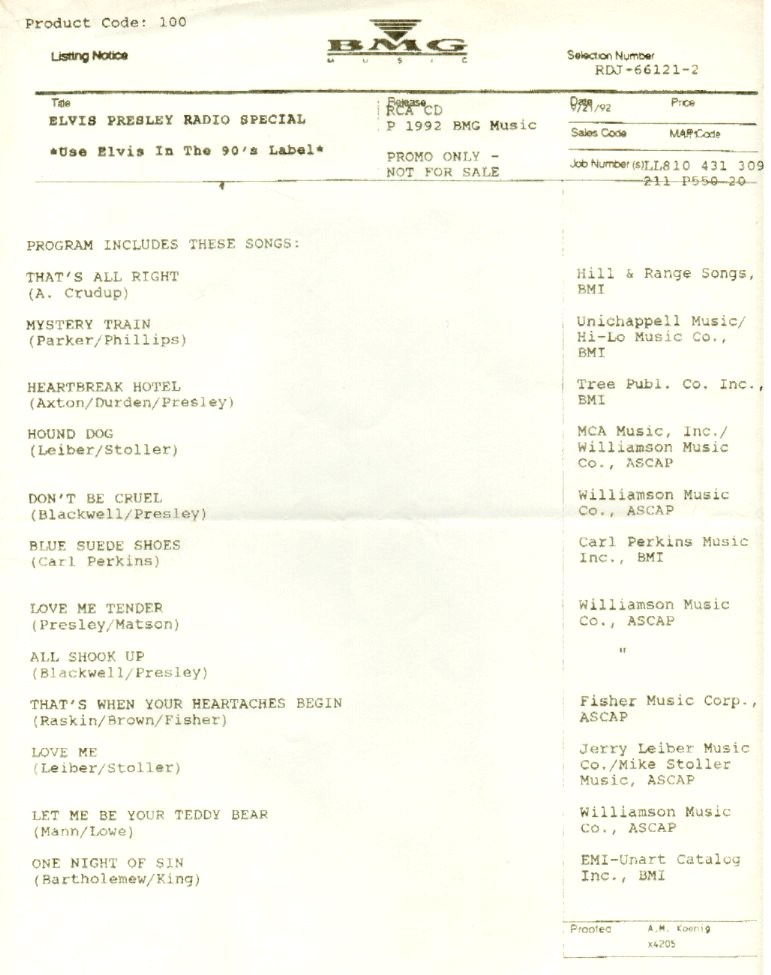 Product Code: 100
BMG
MUSIC
Listing Notice
Selection Number
RDJ-66121-2
Title
ELVIS PRESLEY RADIO SPECIAL
*Use Elvis In The 90's Label*
Release
RCA CD
P 1992 BMG Music
PROMO ONLY -
NOT FOR SALE
Date
9/21/92
Price
Sales Code
Job Number(s) LL810 431 309
211 P550 20
PROGRAM INCLUDES THESE SONGS:
THAT'S ALL RIGHT
(A. Crudup)
Hill & Range Songs,
BMI
MYSTERY TRAIN
(Parker/Phillips)
Unichappell Music/
Hi-Lo Music Co.,
BMI
HEARTBREAK HOTEL
(Axton/Durden/Presley)
Tree Publ. Co. Inc.,
BMI
HOUND DOG
(Leiber/Stoller)
MCA Music, Inc./
Williamson Music
Co., ASCAP
DON'T BE CRUEL
(Blackwell/Presley)
Williamson Music
Co., ASCAP
BLUE SUEDE SHOES
(Carl Perkins)
Carl Perkins Music
Inc., BMI
LOVE ME TENDER
(Presley/Matson)
Williamson Music
Co., ASCAP
ALL SHOOK UP
(Blackwell/Presley)
"
THAT'S WHEN YOUR HEARTACHES BEGIN
(Raskin/Brown/Fisher)
Fisher Music Corp.,
ASCAP
LOVE ME
(Leiber/Stoller)
Jerry Leiber Music
Co./Mike Stoller
Music, ASCAP
LET ME BE YOUR TEDDY BEAR
(Mann/Lowe)
Williamson Music
Co., ASCAP
ONE NIGHT OF SIN
(Bartholemew/King)
EMI-Unart Catalog
Inc., BMI
Proofed
A.M. Koenig
x4205